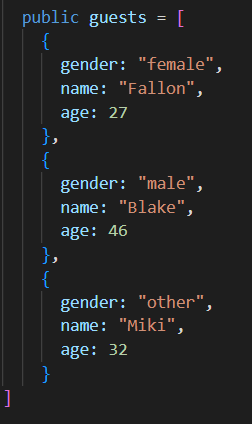 public guests = [
{
gender: "female",
name: "Fallon",
age: 27
},
{
gender: "male",
name: "Blake",
age: 46
},
{
gender: "other",
name: "Miki",
age: 32
}
]